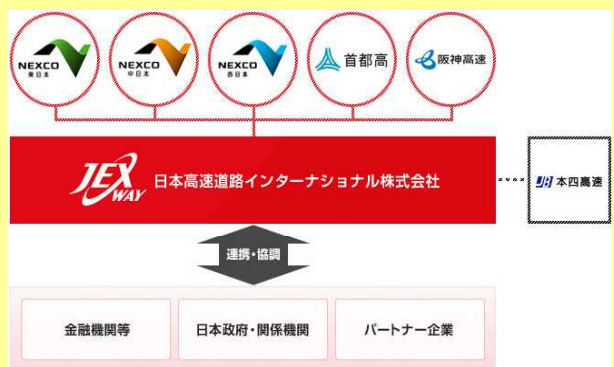 NEXCO
東日本
NEXCO
中日本
NEXCO
西日本
首都高
阪神高速
JEXWAY
日本高速道路インターナショナル株式会社
JB本四高速
連携・協調
金融機関等
日本政府・関係機関
パートナー企業